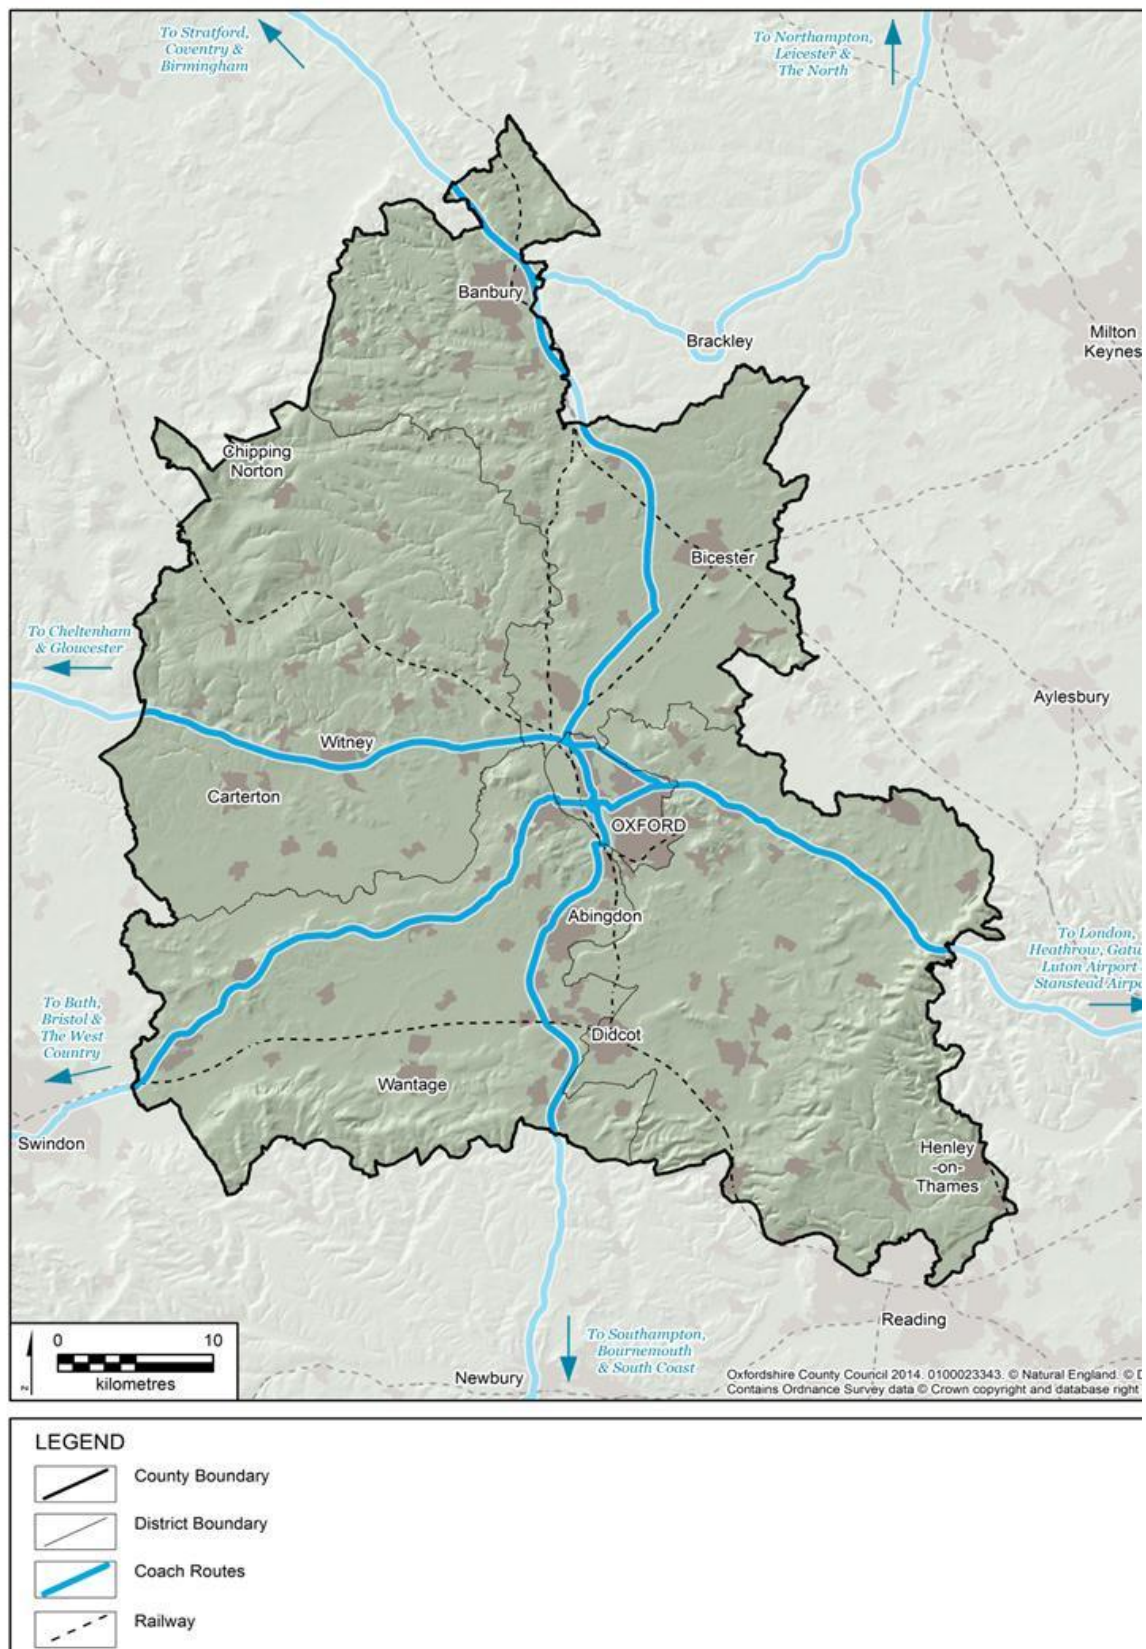 To Stratford,
Coventry &
Birmingham
To Northampton,
Leicester &
The North
Banbury
Brackley
Milton
Keynes
Chipping
Norton
Bicester
To Cheltenham
& Gloucester
Aylesbury
Witney
Carterton
OXFORD
Abingdon
To London,
Heathrow, Gatw
Luton Airport
Stanstead Airp
To Bath,
Bristol &
The West
Country
Didcot
Wantage
Swindon
Henley
-on-
Thames
Reading
0 10
kilometres
N
To Southampton,
Bournemouth
& South Coast
Newbury
Oxfordshire County Council 2014. 0100023343. © Natural England. © D
Contains Ordnance Survey data © Crown copyright and database right
LEGEND
County Boundary
District Boundary
Coach Routes
Railway